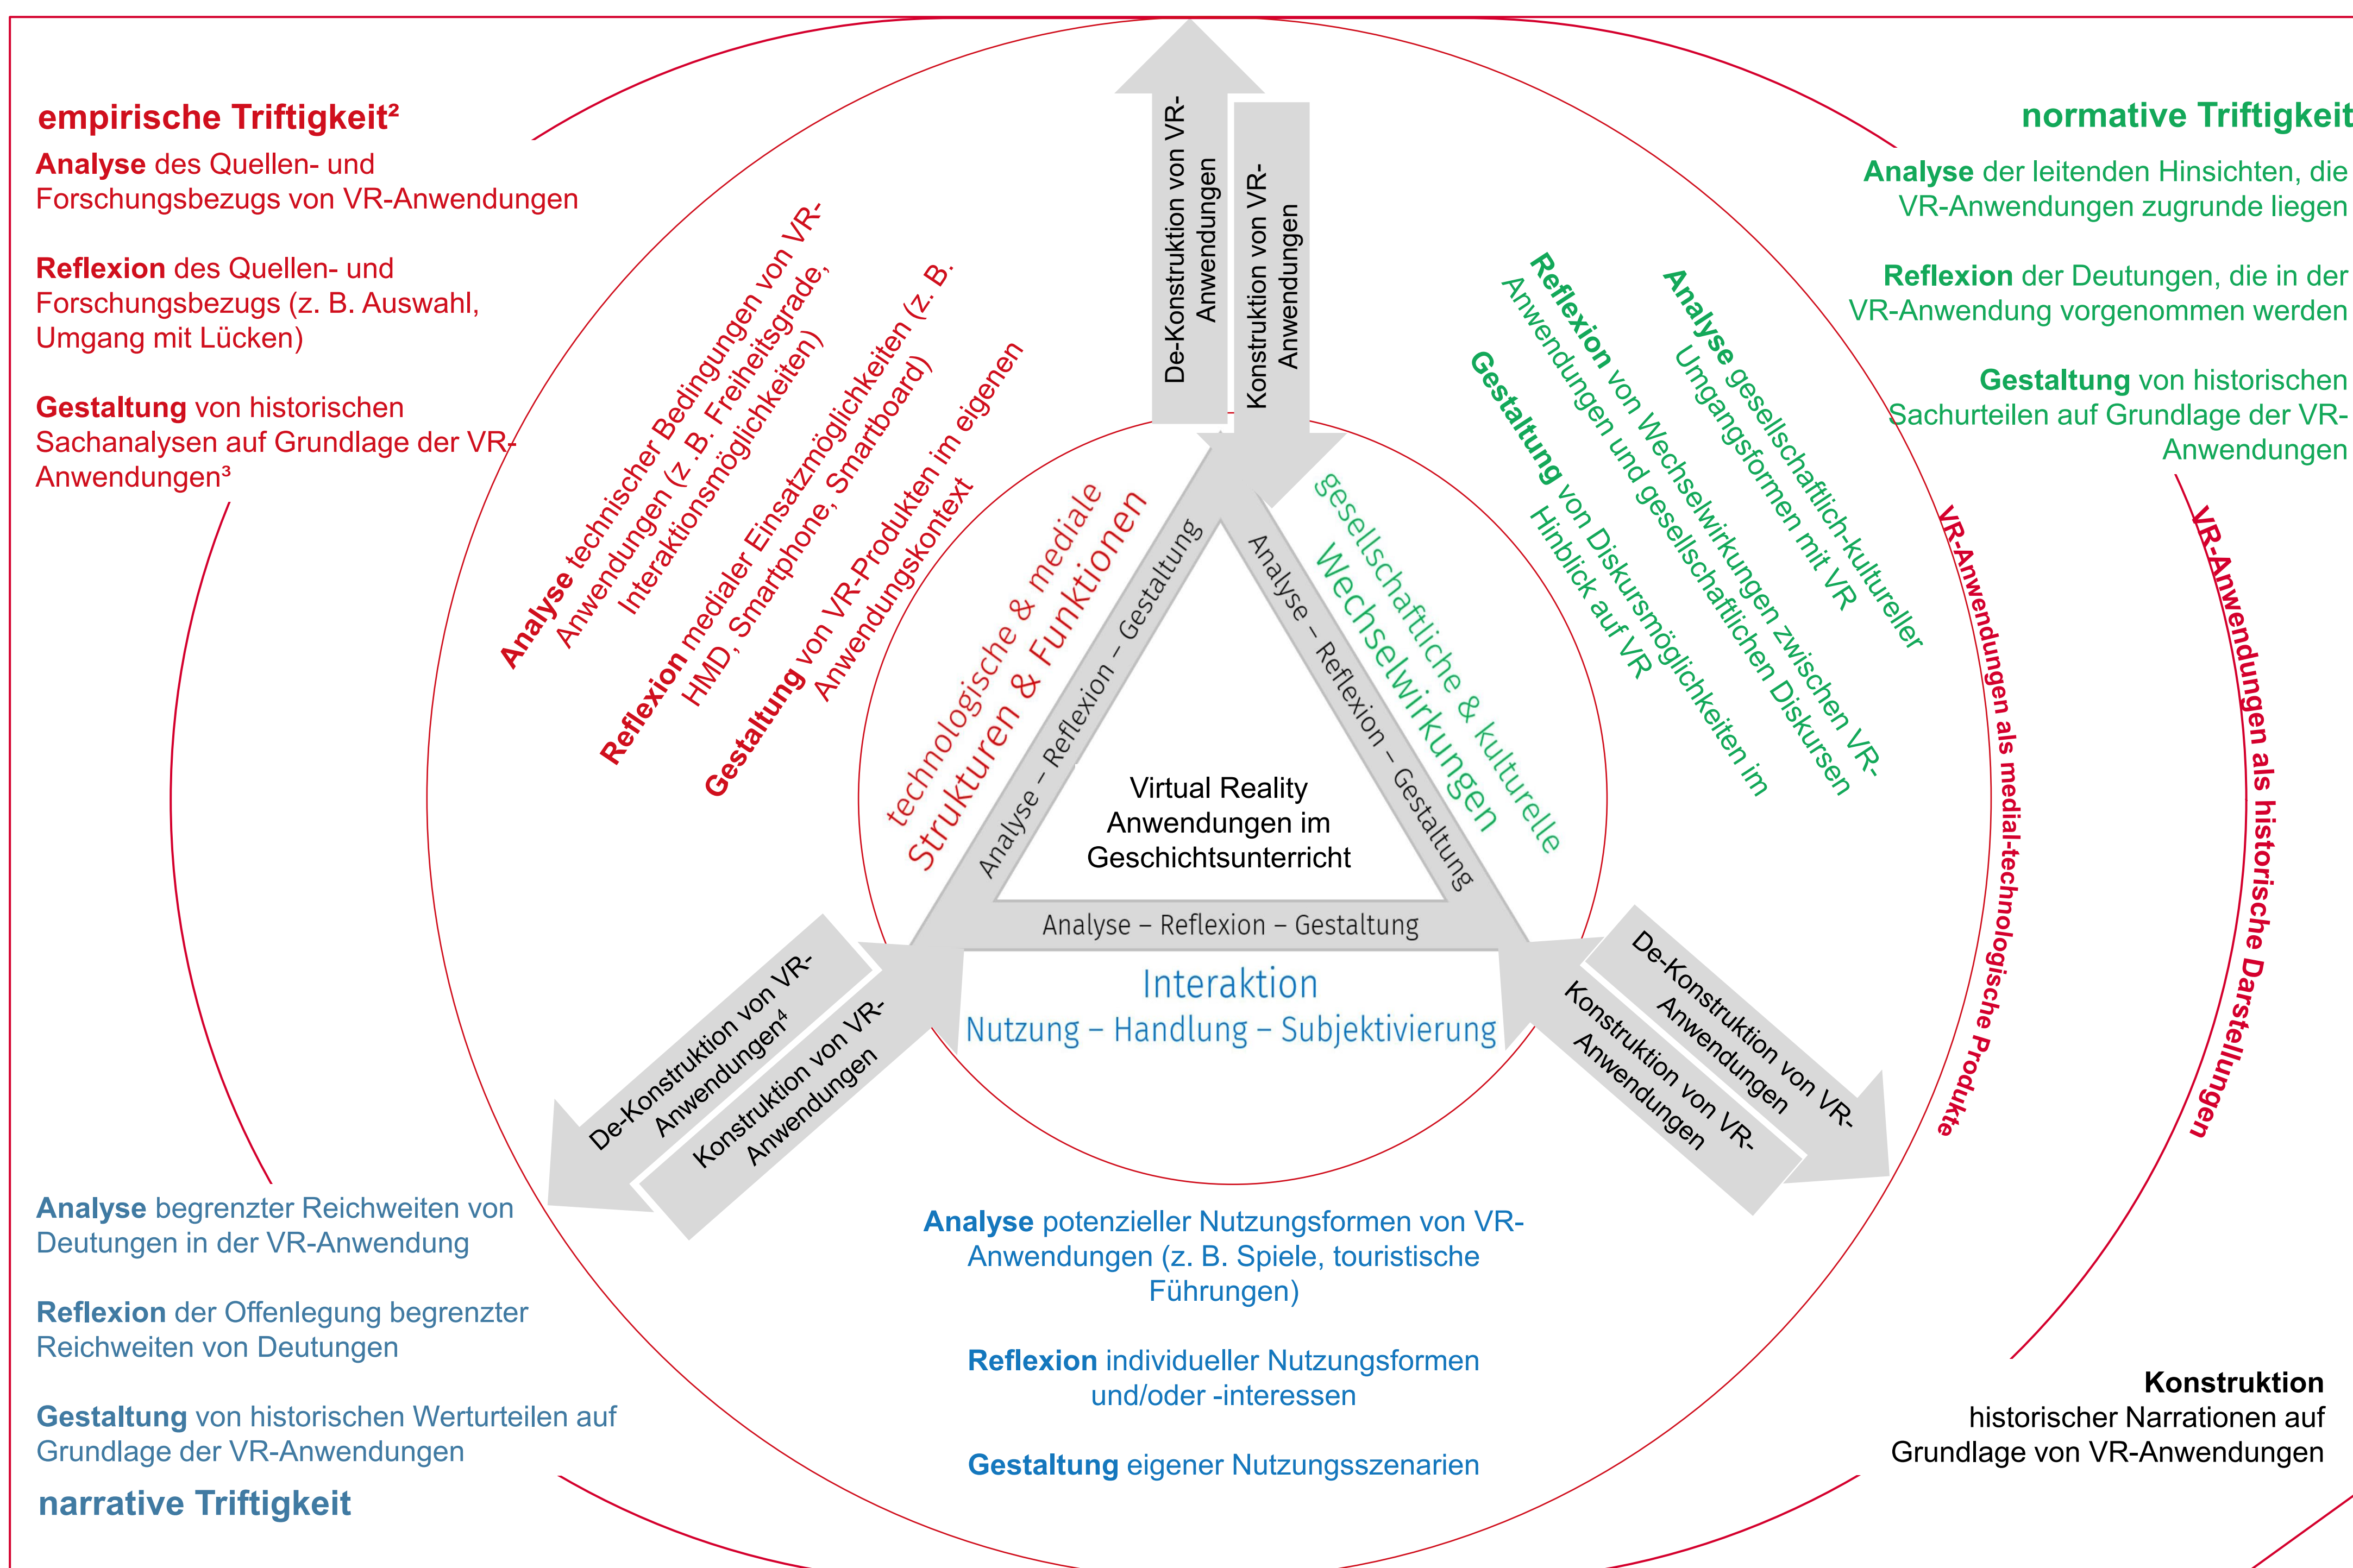 empirische Triftigkeit²
Analyse des Quellen- und
Forschungsbezugs von VR-Anwendungen
Reflexion des Quellen- und
Forschungsbezugs (z. B. Auswahl,
Umgang mit Lücken)
Gestaltung von historischen
Sachanalysen auf Grundlage der VR-
Anwendungen³
Analyse technischer Bedingungen von VR-
Anwendungen (z .B. Freiheitsgrade,
Interaktionsmöglichkeiten)
Reflexion medialer Einsatzmöglichkeiten (z. B.
HMD, Smartphone, Smartboard)
Gestaltung von VR-Produkten im eigenen
Anwendungskontext
De-Konstruktion von VR-
Anwendungen
Konstruktion von VR-
Anwendungen
normative Triftigkeit
Analyse der leitenden Hinsichten, die
VR-Anwendungen zugrunde liegen
Reflexion der Deutungen, die in der
VR-Anwendung vorgenommen werden
Gestaltung von historischen
Sachurteilen auf Grundlage der VR-
Anwendungen
Analyse gesellschaftlich-kultureller
Umgangsformen mit VR
Reflexion von Wechselwirkungen zwischen VR-
Anwendungen und gesellschaftlichen Diskursen
Gestaltung von Diskursmöglichkeiten im
Hinblick auf VR
VR-Anwendungen als medial-technologische Produkte
VR-Anwendungen als historische Darstellungen
technologische & mediale
Strukturen & Funktionen
Analyse – Reflexion – Gestaltung
gesellschaftliche & kulturelle
Wechselwirkungen
Analyse – Reflexion – Gestaltung
Virtual Reality
Anwendungen im
Geschichtsunterricht
Analyse – Reflexion – Gestaltung
Interaktion
Nutzung – Handlung – Subjektivierung
De-Konstruktion von VR-
Anwendungen⁴
Konstruktion von VR-
Anwendungen
De-Konstruktion von VR-
Anwendungen
Konstruktion von VR-
Anwendungen
Analyse begrenzter Reichweiten von
Deutungen in der VR-Anwendung
Reflexion der Offenlegung begrenzter
Reichweiten von Deutungen
Gestaltung von historischen Werturteilen auf
Grundlage der VR-Anwendungen
narrative Triftigkeit
Analyse potenzieller Nutzungsformen von VR-
Anwendungen (z. B. Spiele, touristische
Führungen)
Reflexion individueller Nutzungsformen
und/oder -interessen
Gestaltung eigener Nutzungsszenarien
Konstruktion
historischer Narrationen auf
Grundlage von VR-Anwendungen